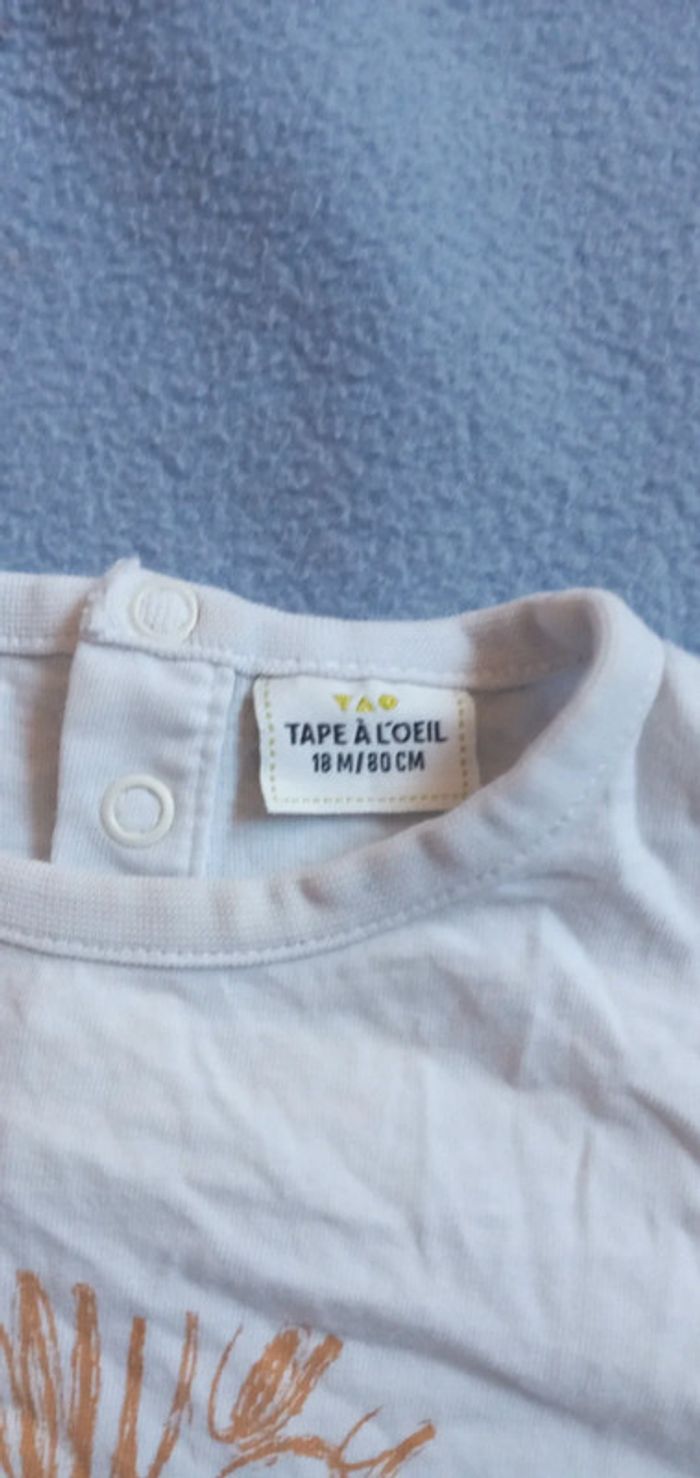 TAO
TAPE À L'OEIL
18 M/80 CM